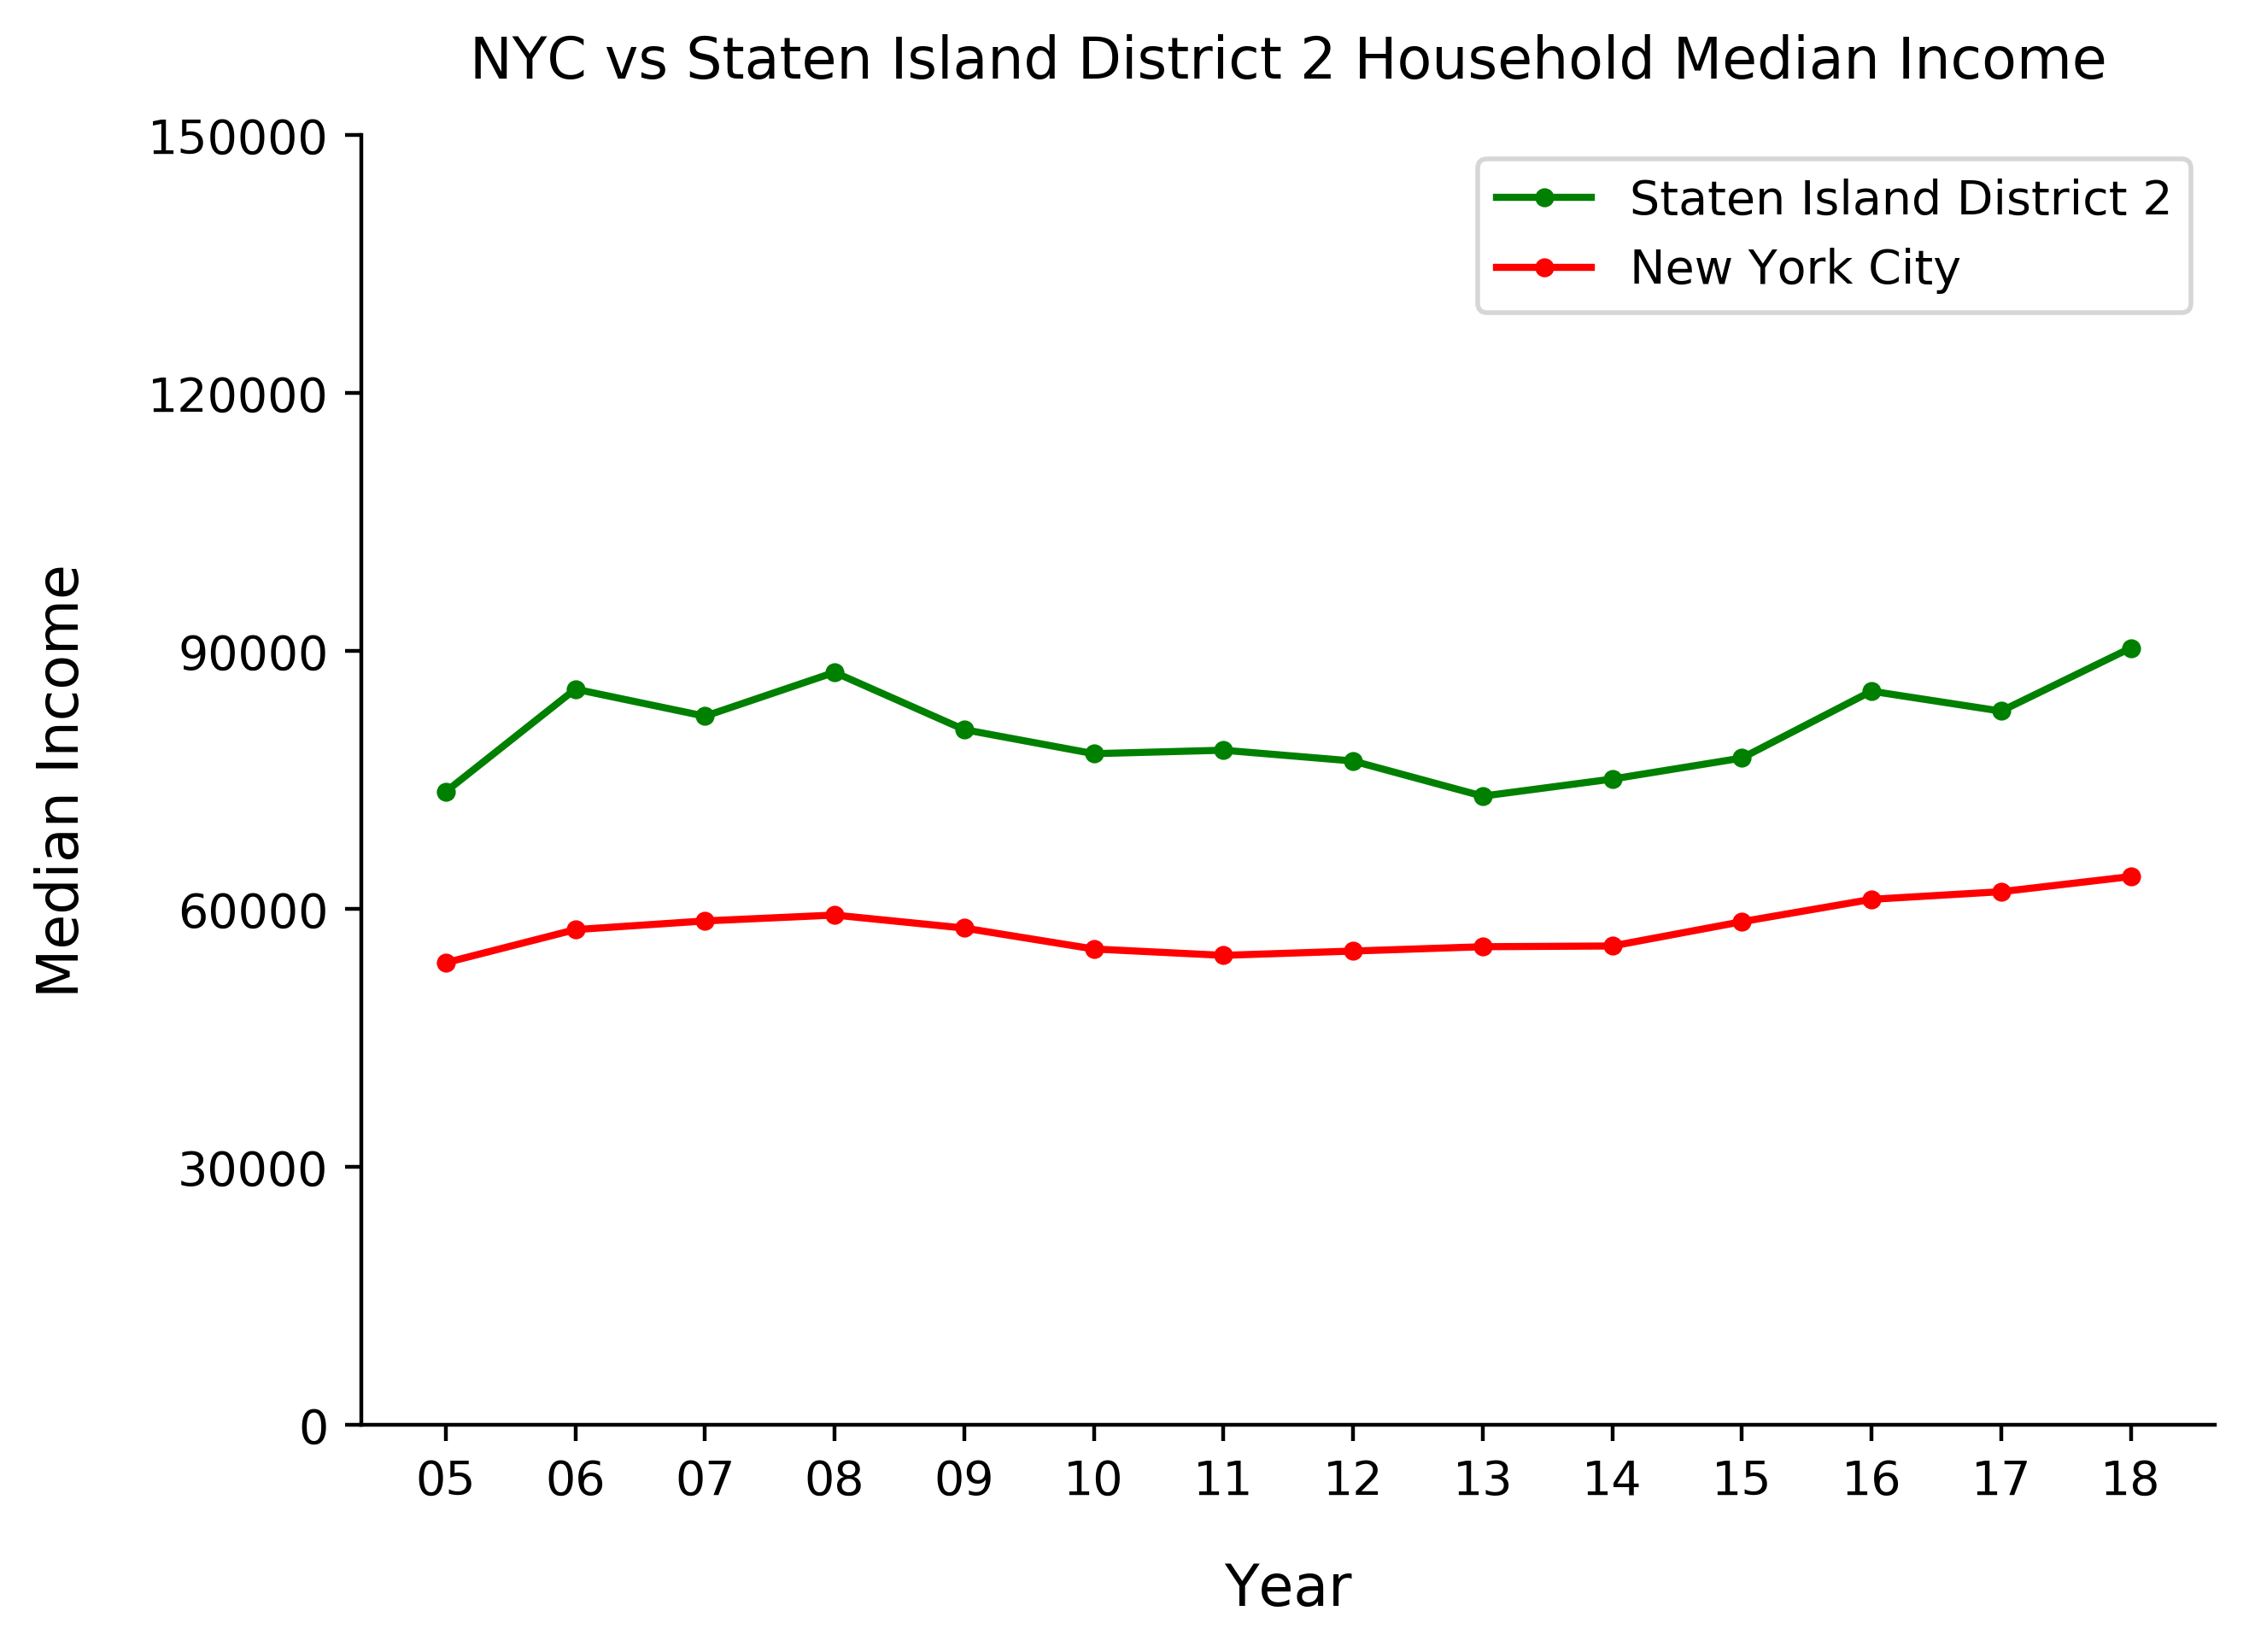 NYC vs Staten Island District 2 Household Median Income
150000
120000
90000
60000
30000
0
Median Income
Staten Island District 2
New York City
05 06 07 08 09 10 11 12 13 14 15 16 17 18
Year